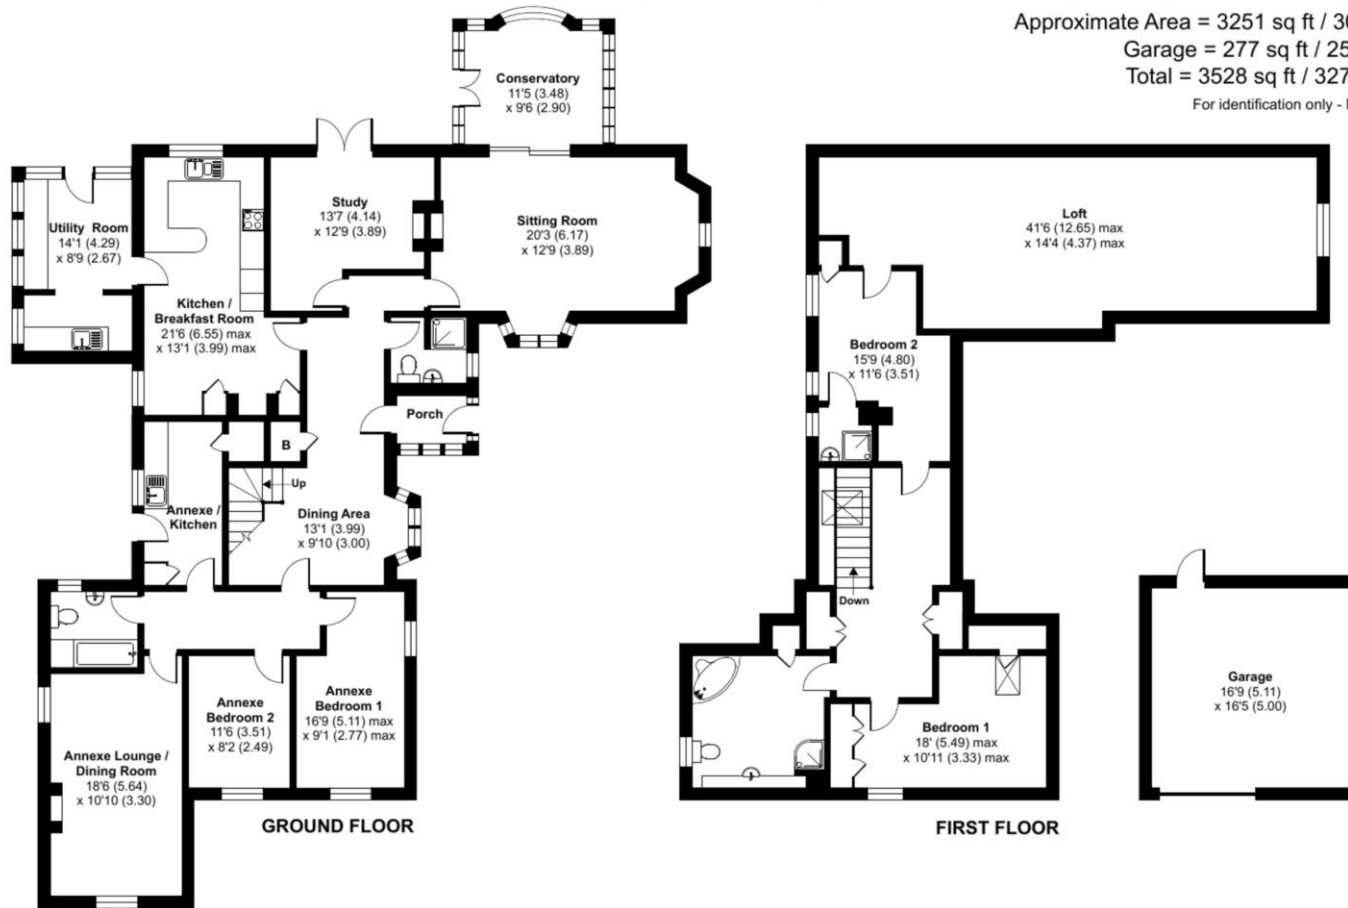 Approximate Area = 3251 sq ft / 30
Garage = 277 sq ft / 25
Total = 3528 sq ft / 327
For identification only -
Conservatory
11'5 (3.48)
x 9'6 (2.90)
Utility Room
14'1 (4.29)
x 8'9 (2.67)
Study
13'7 (4.14)
x 12'9 (3.89)
Sitting Room
20'3 (6.17)
x 12'9 (3.89)
Kitchen /
Breakfast Room
21'6 (6.55) max
x 13'1 (3.99) max
Porch
B
Up
Annexe /
Kitchen
Dining Area
13'1 (3.99)
x 9'10 (3.00)
Annexe
Bedroom 1
16'9 (5.11) max
x 9'1 (2.77) max
Annexe
Bedroom 2
11'6 (3.51)
x 8'2 (2.49)
Annexe Lounge /
Dining Room
18'6 (5.64)
x 10'10 (3.30)
GROUND FLOOR
Loft
41'6 (12.65) max
x 14'4 (4.37) max
Bedroom 2
15'9 (4.80)
x 11'6 (3.51)
Down
Bedroom 1
18' (5.49) max
x 10'11 (3.33) max
FIRST FLOOR
Garage
16'9 (5.11)
x 16'5 (5.00)